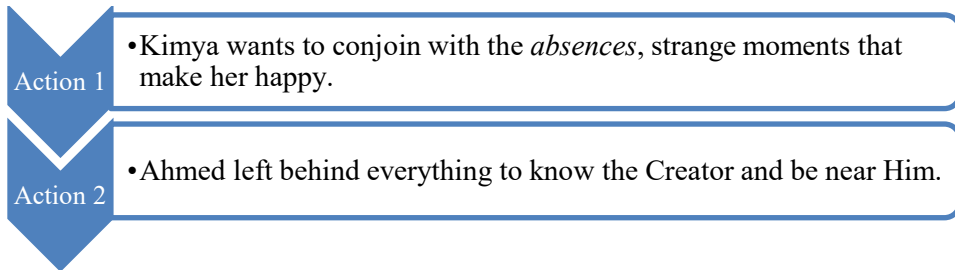 Action 1
•Kimya wants to conjoin with the absences, strange moments that
make her happy.
Action 2
•Ahmed left behind everything to know the Creator and be near Him.